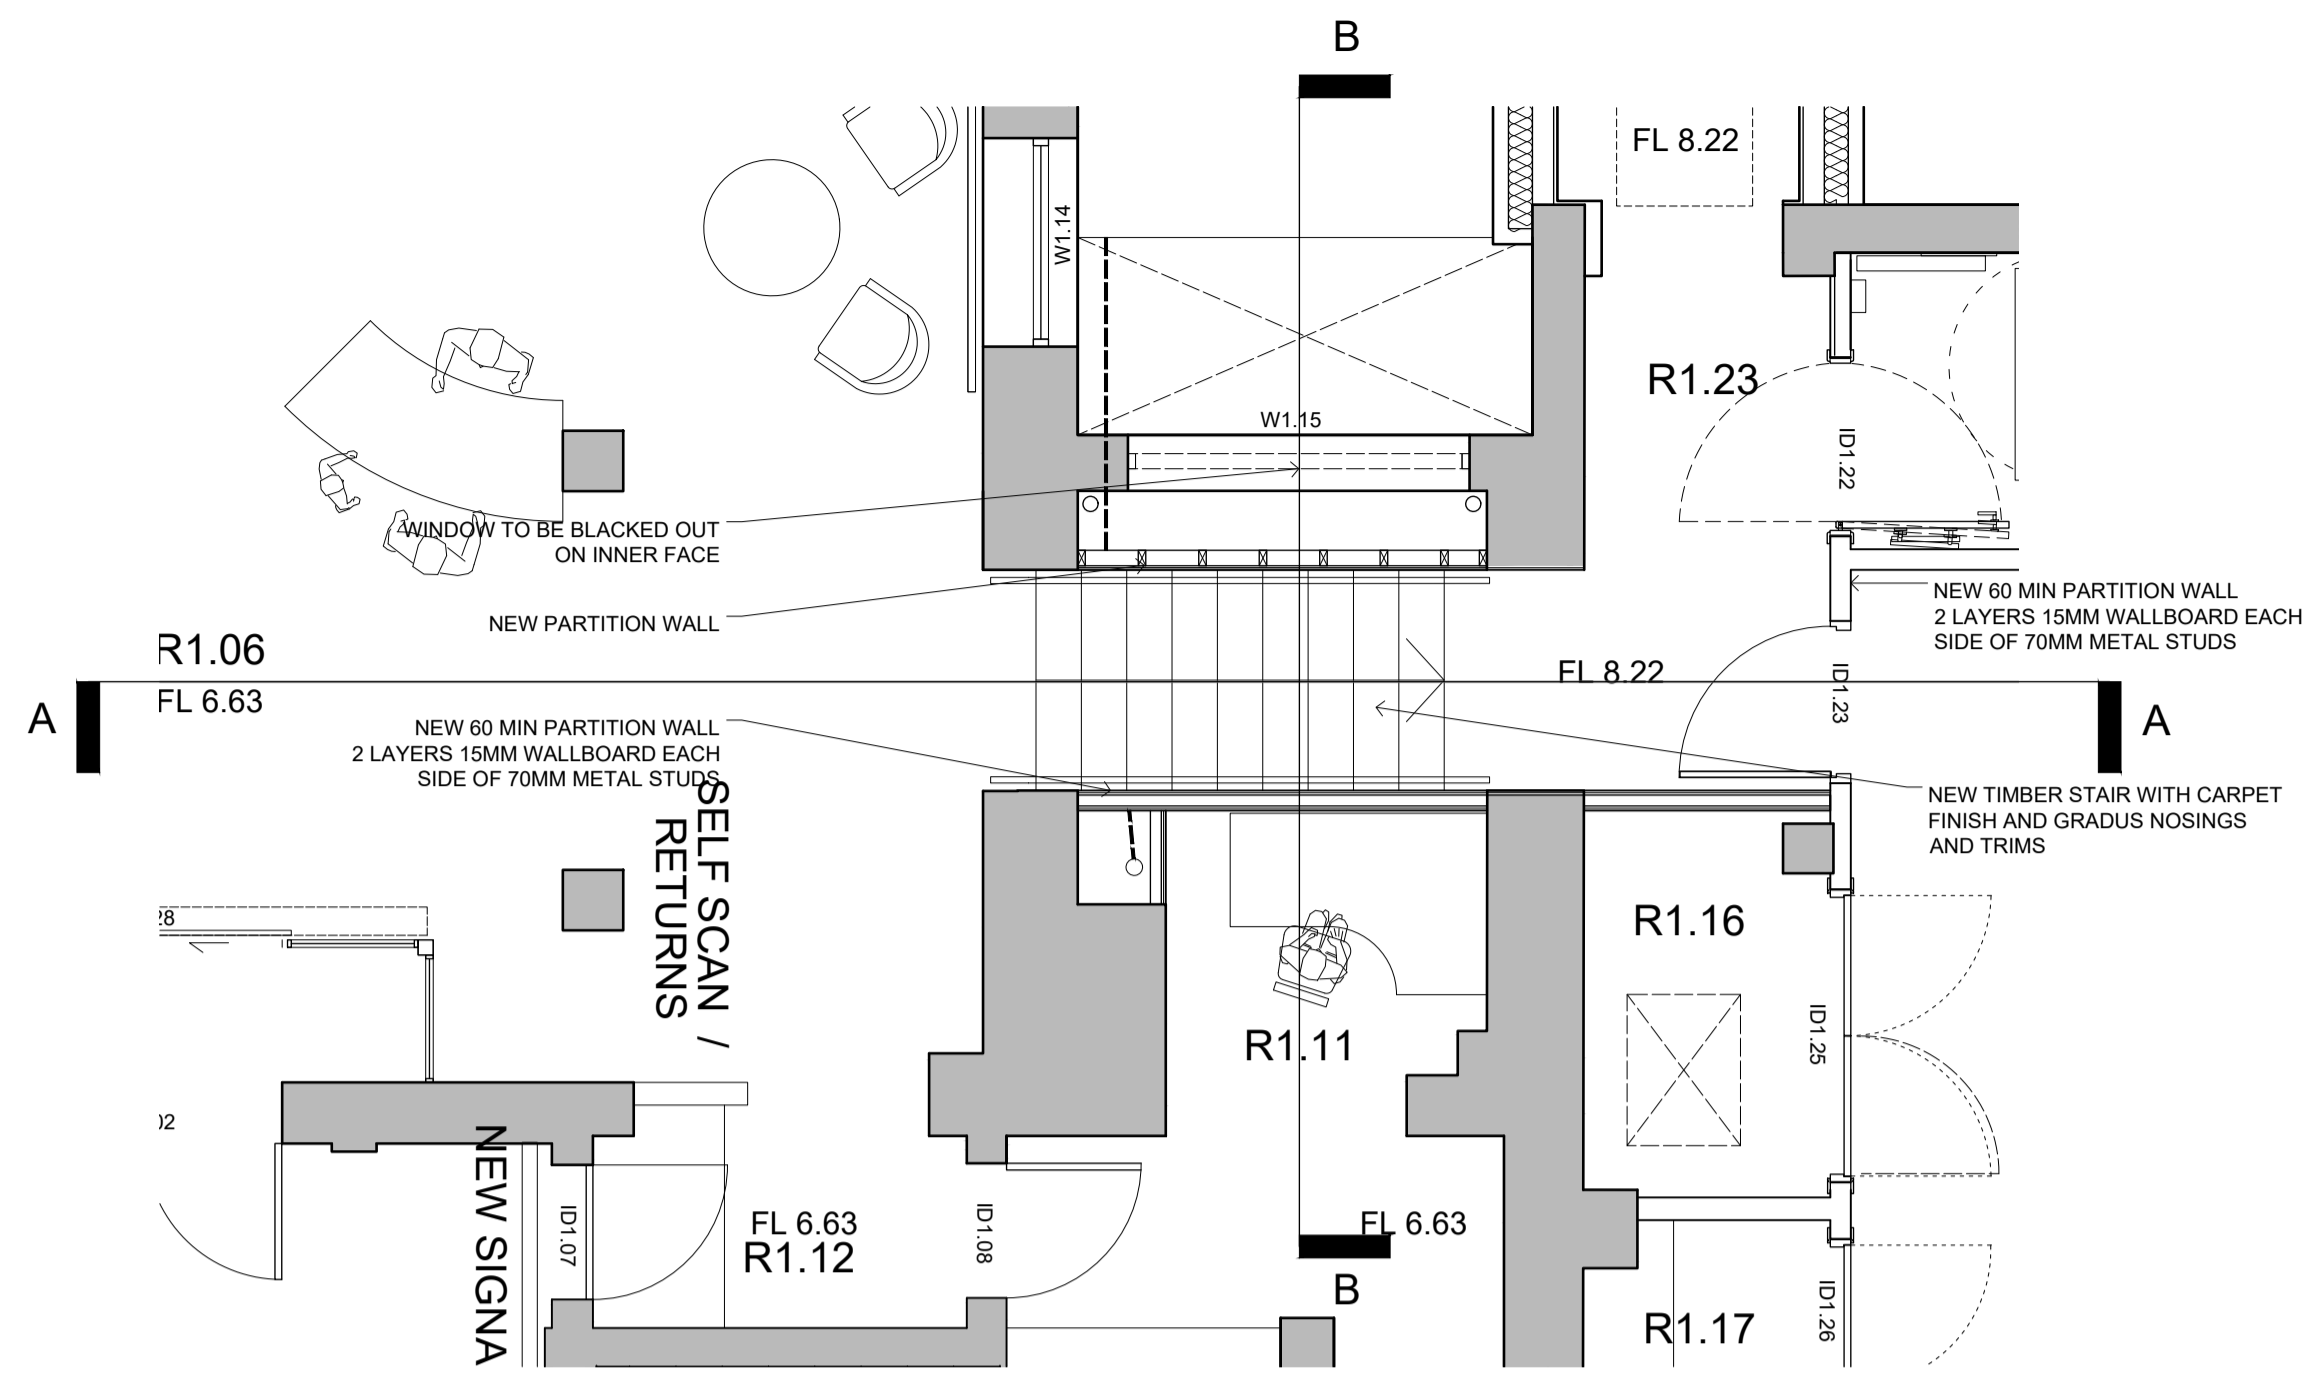 B
FL 8.22
W1.14
R1.23
W1.15
ID1.22
WINDOW TO BE BLACKED OUT
ON INNER FACE
NEW PARTITION WALL
NEW 60 MIN PARTITION WALL
2 LAYERS 15MM WALLBOARD EACH
SIDE OF 70MM METAL STUDS
R1.06
FL 6.63
FL 8.22
ID1.23
A
A
NEW 60 MIN PARTITION WALL
2 LAYERS 15MM WALLBOARD EACH
SIDE OF 70MM METAL STUDS
NEW TIMBER STAIR WITH CARPET
FINISH AND GRADUS NOSINGS
AND TRIMS
SELF SCAN /
RETURNS
28
R1.16
R1.11
ID1.25
02
NEW SIGNA
ID1.07
FL 6.63
R1.12
ID1.08
FL 6.63
B
R1.17
ID1.26